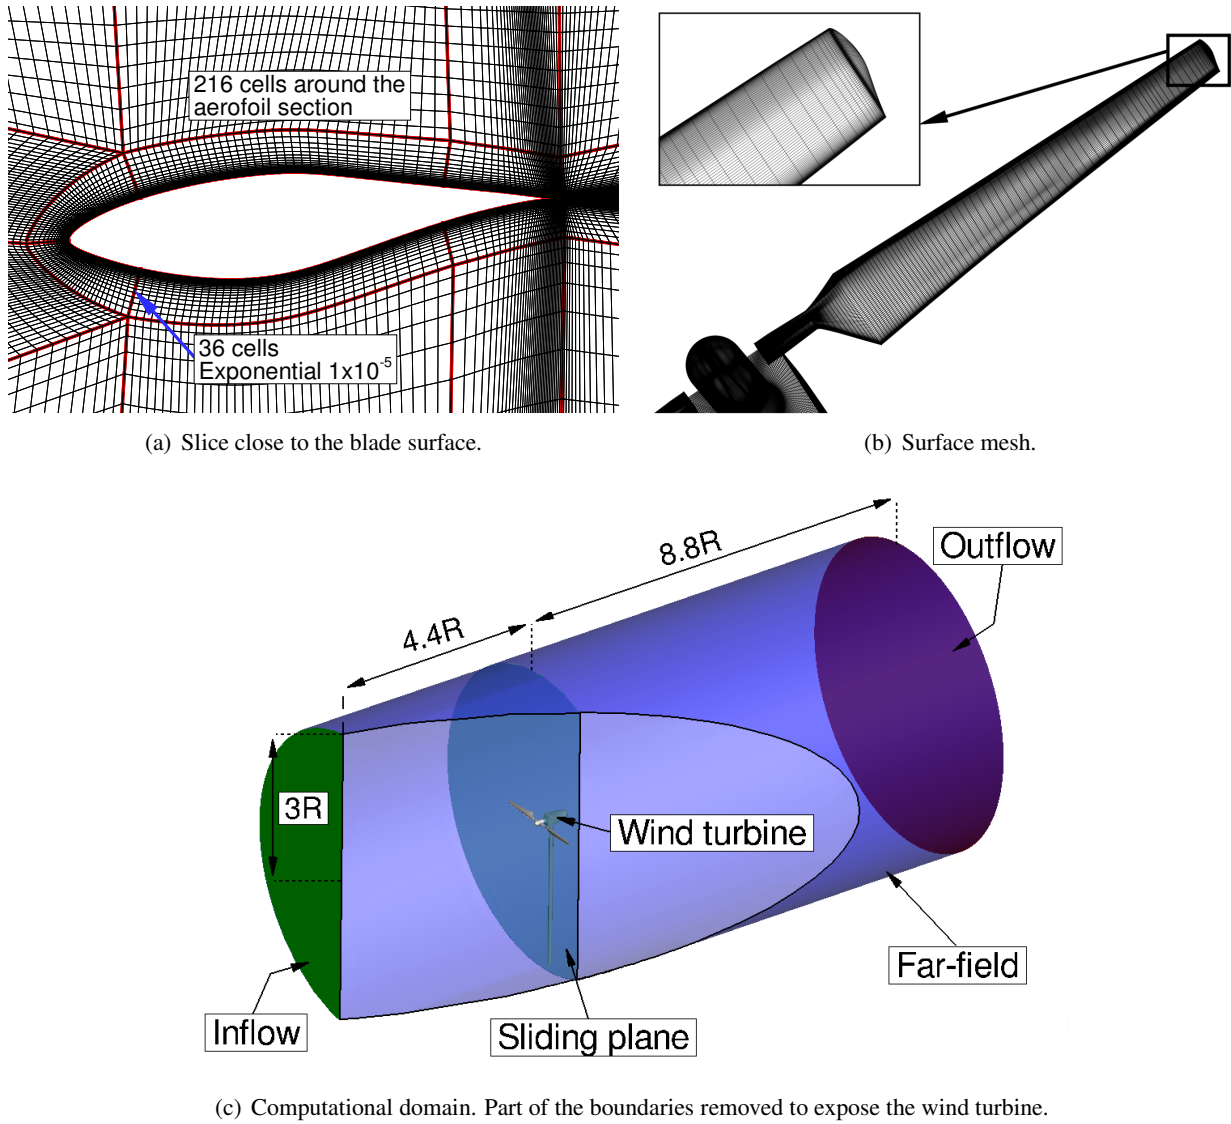 216 cells around the
aerofoil section
36 cells
Exponential 1x10⁻⁵
(a) Slice close to the blade surface.
(b) Surface mesh.
8.8R
Outflow
4.4R
3R
Wind turbine
Far-field
Inflow
Sliding plane
(c) Computational domain. Part of the boundaries removed to expose the wind turbine.